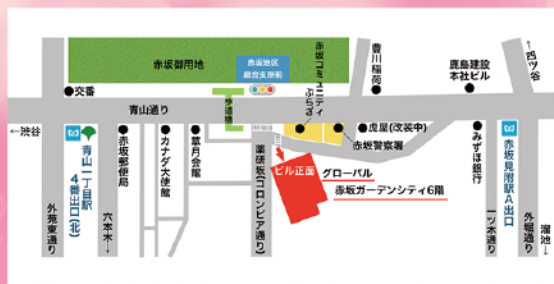 赤坂御用地
赤坂地区
総合支所前
赤坂コミュニティ
ぷらざ
豊川稲荷
鹿島建設
本社ビル
↑四ツ谷
交番
青山通り
歩道橋
←渋谷
虎屋(改装中)
赤坂警察署
青山一丁目駅
4番出口(北)
赤坂郵便局
カナダ大使館
葉月会館
薬研坂(コロンビア通り)
ビル正面
グローバル
赤坂ガーデンシティ6階
みずほ銀行
赤坂見附駅A出口
外苑東通り
六本木↓
一ツ木通り
外堀通り
溜池↓